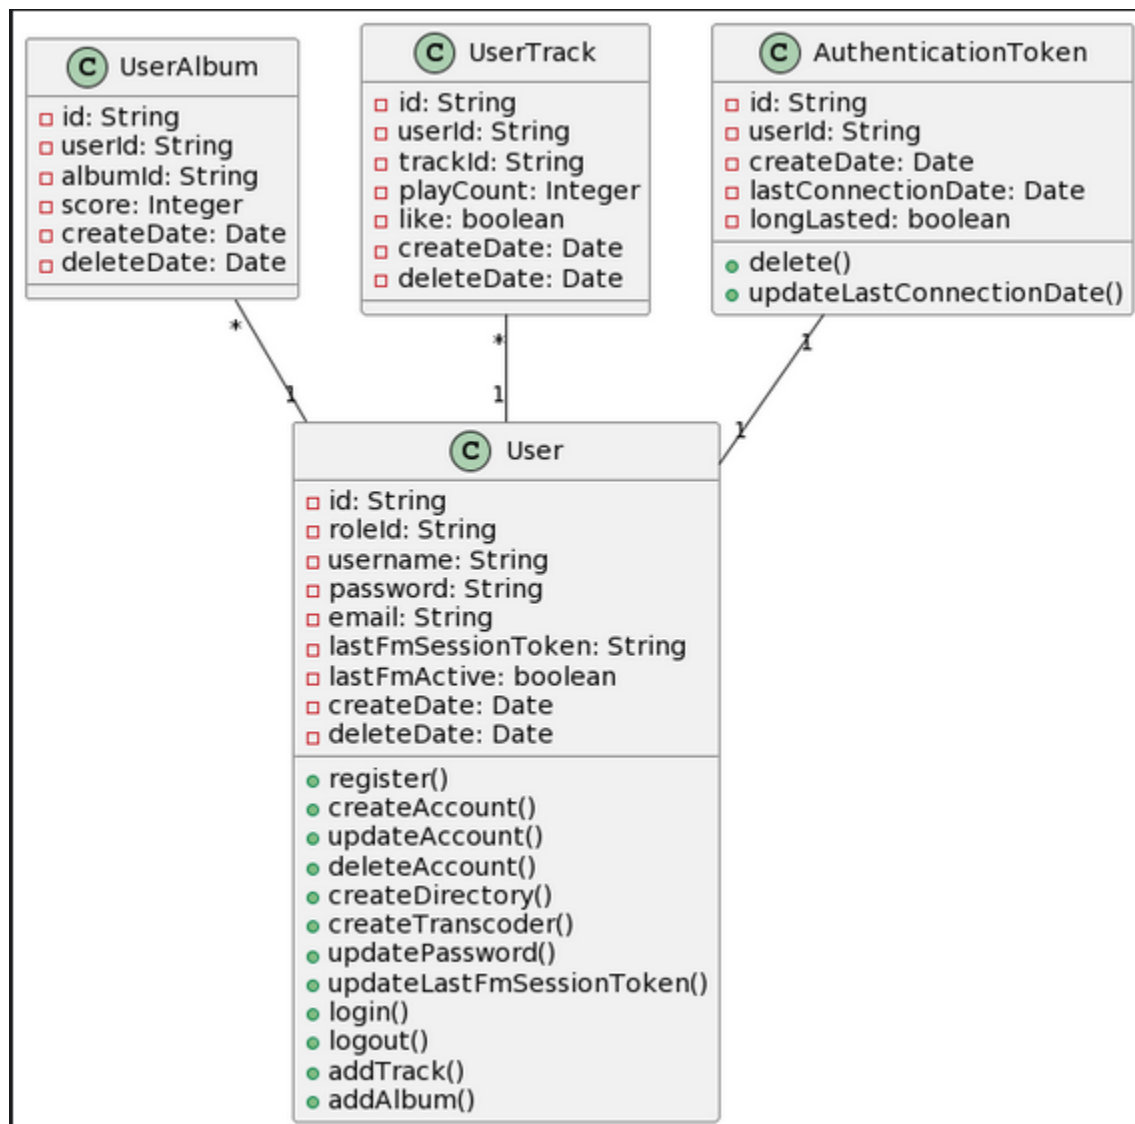 C UserAlbum
id: String
userId: String
albumId: String
score: Integer
createDate: Date
deleteDate: Date
C UserTrack
id: String
userId: String
trackId: String
playCount: Integer
like: boolean
createDate: Date
deleteDate: Date
C AuthenticationToken
id: String
userId: String
createDate: Date
lastConnectionDate: Date
longLasted: boolean
delete()
updateLastConnectionDate()
*
1
*
1
1
1
C User
id: String
roleId: String
username: String
password: String
email: String
lastFmSessionToken: String
lastFmActive: boolean
createDate: Date
deleteDate: Date
register()
createAccount()
updateAccount()
deleteAccount()
createDirectory()
createTranscoder()
updatePassword()
updateLastFmSessionToken()
login()
logout()
addTrack()
addAlbum()